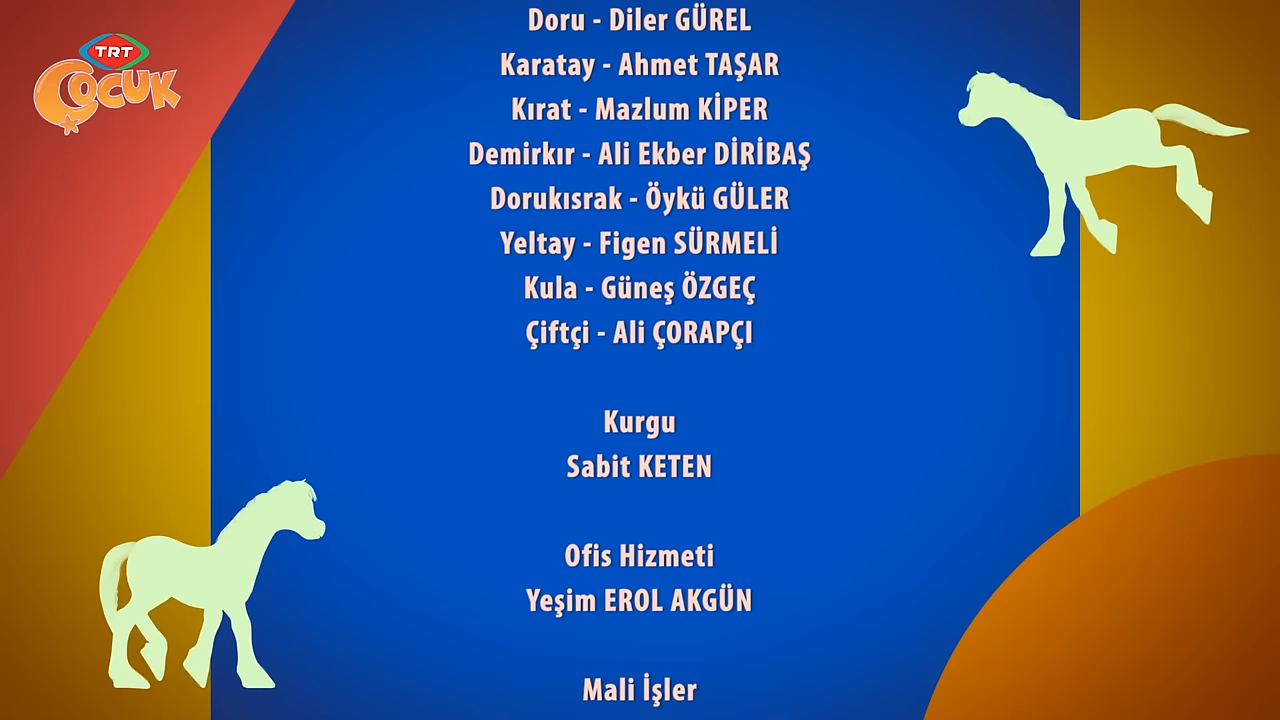 TRT
ÇOCUK
Doru - Diler GÜREL
Karatay - Ahmet TAŞAR
Kırat - Mazlum KİPER
Demirkır - Ali Ekber DİRİBAŞ
Dorukısrak - Öykü GÜLER
Yeltay - Figen SÜRMELİ
Kula - Güneş ÖZGEÇ
Çiftçi - Ali ÇORAPÇI
Kurgu
Sabit KETEN
Ofis Hizmeti
Yeşim EROL AKGÜN
Mali İşler